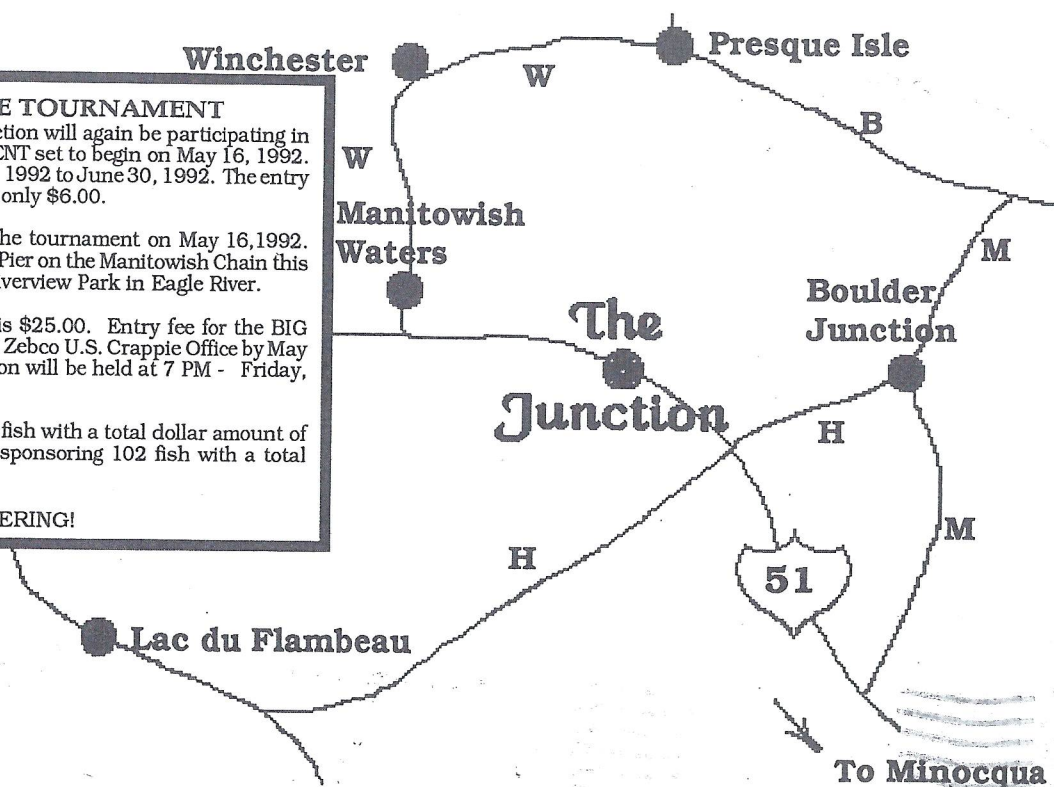 Winchester
Presque Isle
W
B
E TOURNAMENT
ction will again be participating in
ENT set to begin on May 16, 1992.
1992 to June 30, 1992. The entry
only $6.00.
he tournament on May 16,1992.
Pier on the Manitowish Chain this
verview Park in Eagle River.
is $25.00. Entry fee for the BIG
Zebco U.S. Crappie Office by May
on will be held at 7 PM - Friday,
fish with a total dollar amount of
sponsoring 102 fish with a total
ERING!
W
Manitowish
Waters
M
Boulder
Junction
The
Junction
H
M
H
51
Lac du Flambeau
To Minocqua